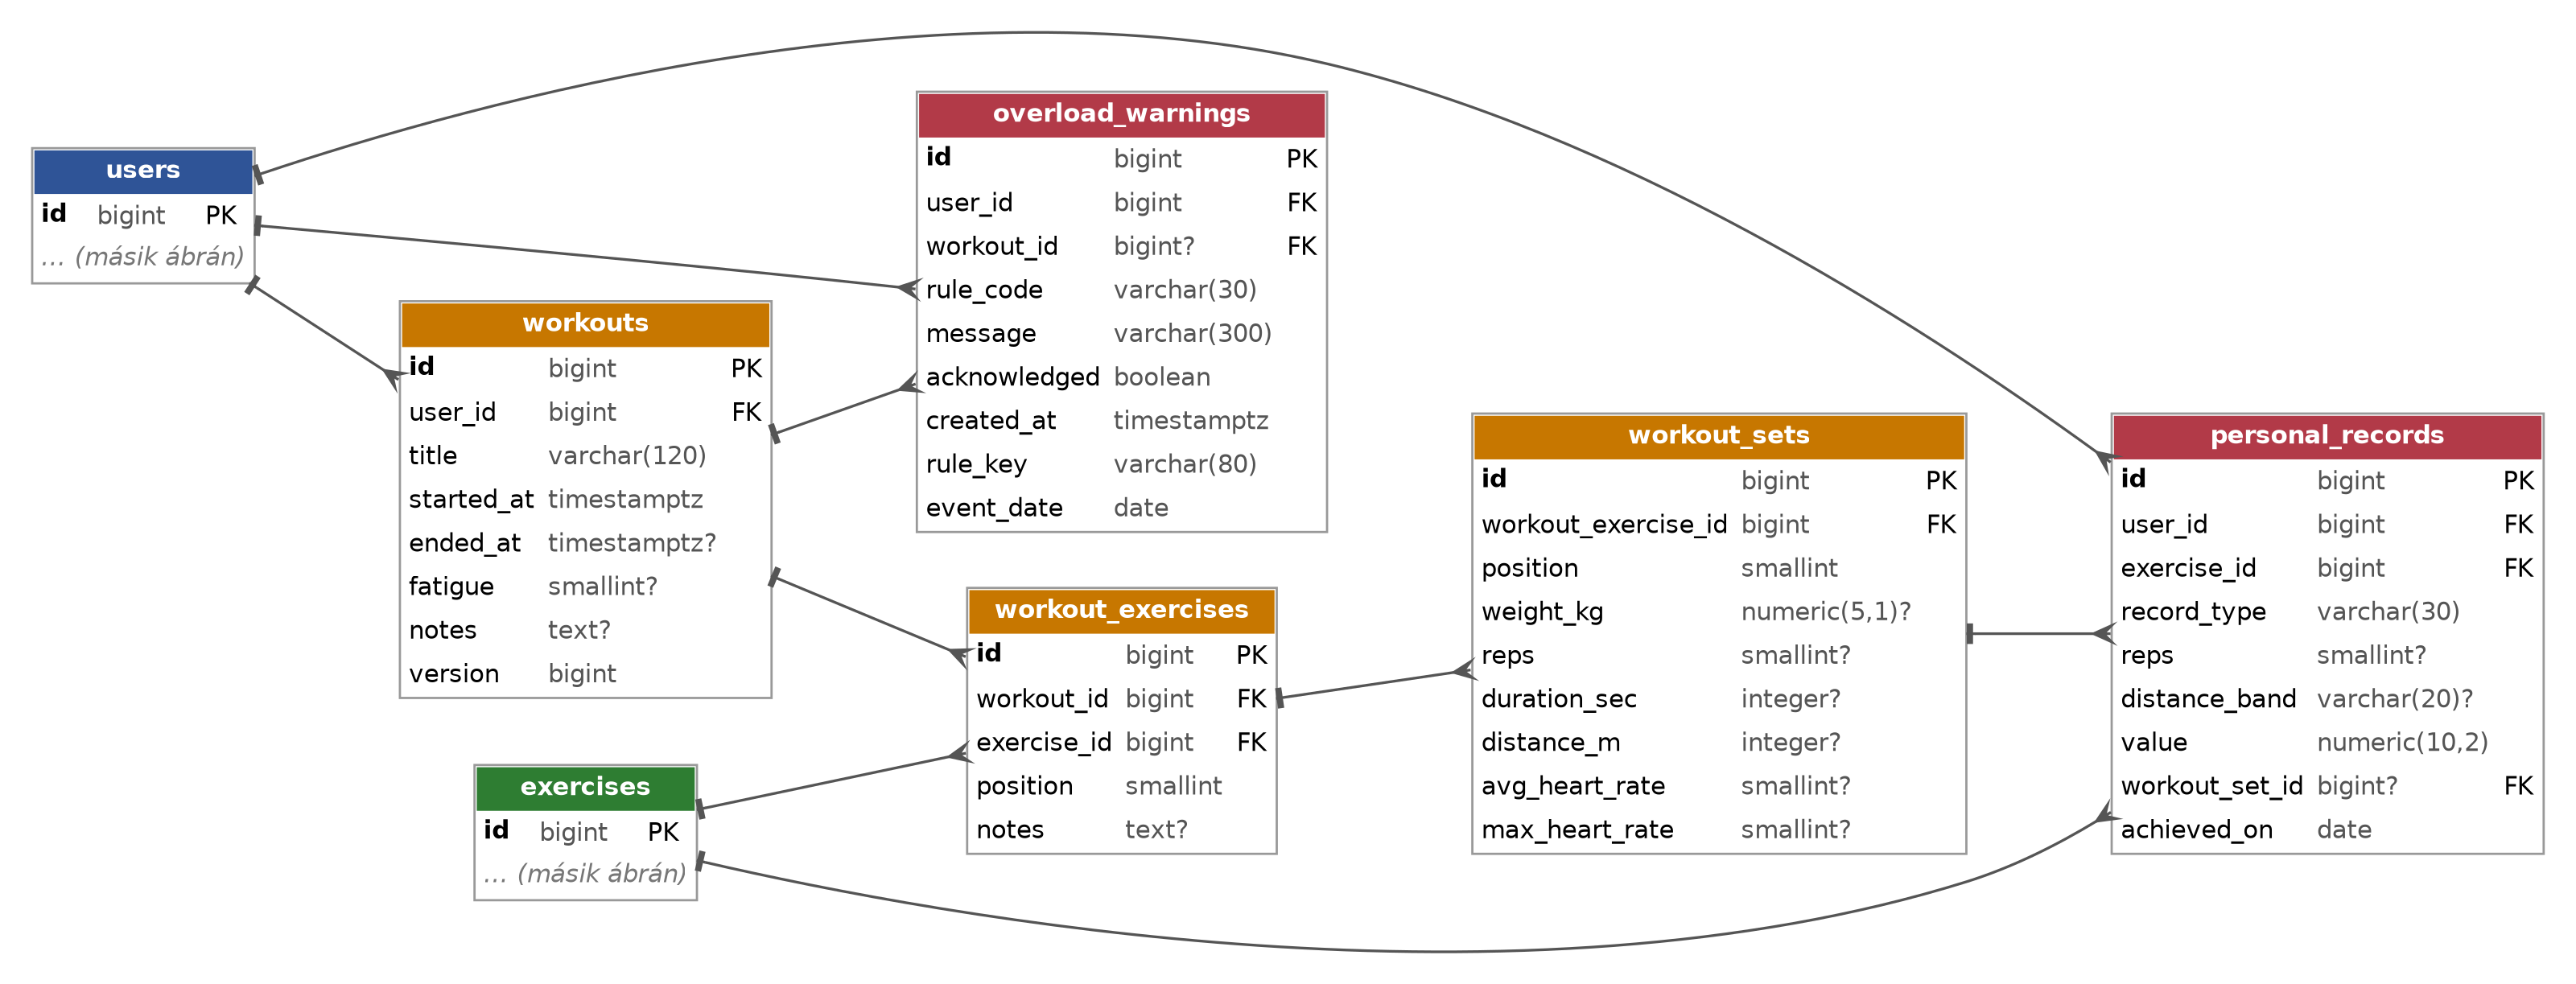 users
id bigint PK
... (másik ábrán)
workouts
id bigint PK
user_id bigint FK
title varchar(120)
started_at timestamptz
ended_at timestamptz?
fatigue smallint?
notes text?
version bigint
exercises
id bigint PK
... (másik ábrán)
overload_warnings
id bigint PK
user_id bigint FK
workout_id bigint? FK
rule_code varchar(30)
message varchar(300)
acknowledged boolean
created_at timestamptz
rule_key varchar(80)
event_date date
workout_exercises
id bigint PK
workout_id bigint FK
exercise_id bigint FK
position smallint
notes text?
workout_sets
id bigint PK
workout_exercise_id bigint FK
position smallint
weight_kg numeric(5,1)?
reps smallint?
duration_sec integer?
distance_m integer?
avg_heart_rate smallint?
max_heart_rate smallint?
personal_records
id bigint PK
user_id bigint FK
exercise_id bigint FK
record_type varchar(30)
reps smallint?
distance_band varchar(20)?
value numeric(10,2)
workout_set_id bigint? FK
achieved_on date